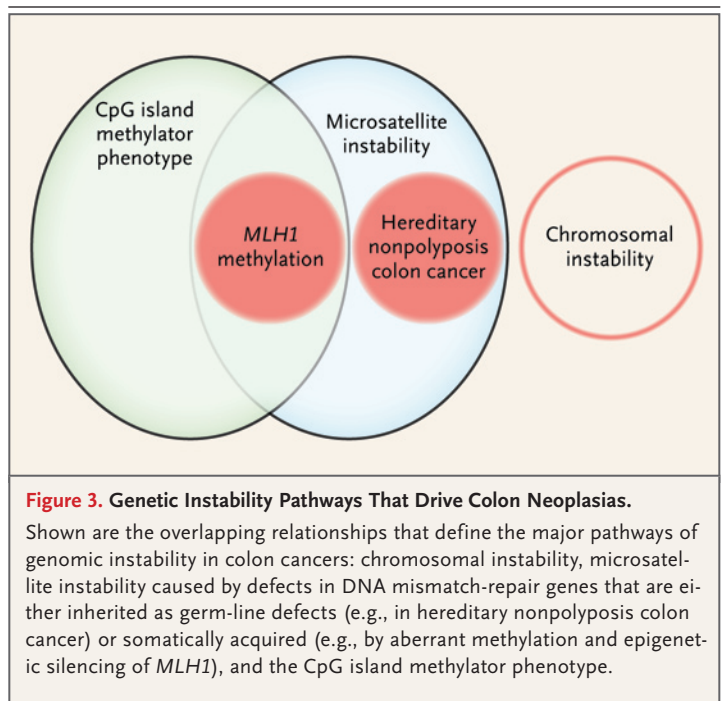 CpG island
methylator
phenotype
Microsatellite
instability
MLH1
methylation
Hereditary
nonpolyposis
colon cancer
Chromosomal
instability
Figure 3. Genetic Instability Pathways That Drive Colon Neoplasias.
Shown are the overlapping relationships that define the major pathways of
genomic instability in colon cancers: chromosomal instability, microsatel-
lite instability caused by defects in DNA mismatch-repair genes that are ei-
ther inherited as germ-line defects (e.g., in hereditary nonpolyposis colon
cancer) or somatically acquired (e.g., by aberrant methylation and epigenet-
ic silencing of MLH1), and the CpG island methylator phenotype.